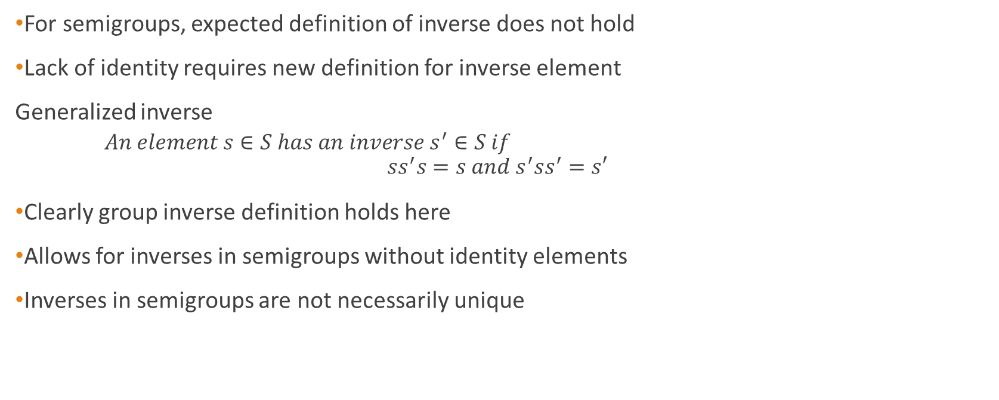 •For semigroups, expected definition of inverse does not hold
•Lack of identity requires new definition for inverse element
Generalized inverse
An element s ∈ S has an inverse s′ ∈ S if
ss′s = s and s′ss′ = s′
•Clearly group inverse definition holds here
•Allows for inverses in semigroups without identity elements
•Inverses in semigroups are not necessarily unique